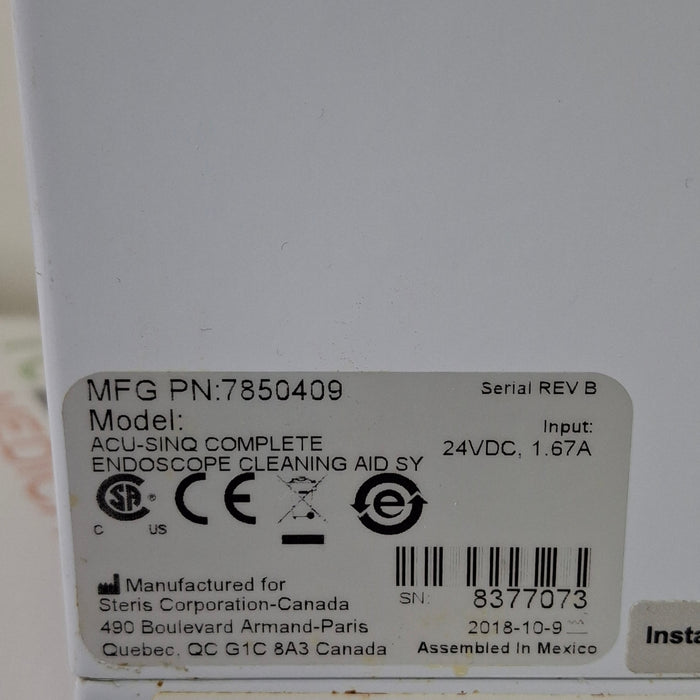 MFG PN:7850409
Serial REV B
Model:
ACU-SINQ COMPLETE
ENDOSCOPE CLEANING AID SY
Input:
24VDC, 1.67A
CSA ®
C US
CE
e
Manufactured for
Steris Corporation-Canada
490 Boulevard Armand-Paris
Quebec, QC G1C 8A3 Canada
SN: 8377073
2018-10-9
Assembled In Mexico
Insta